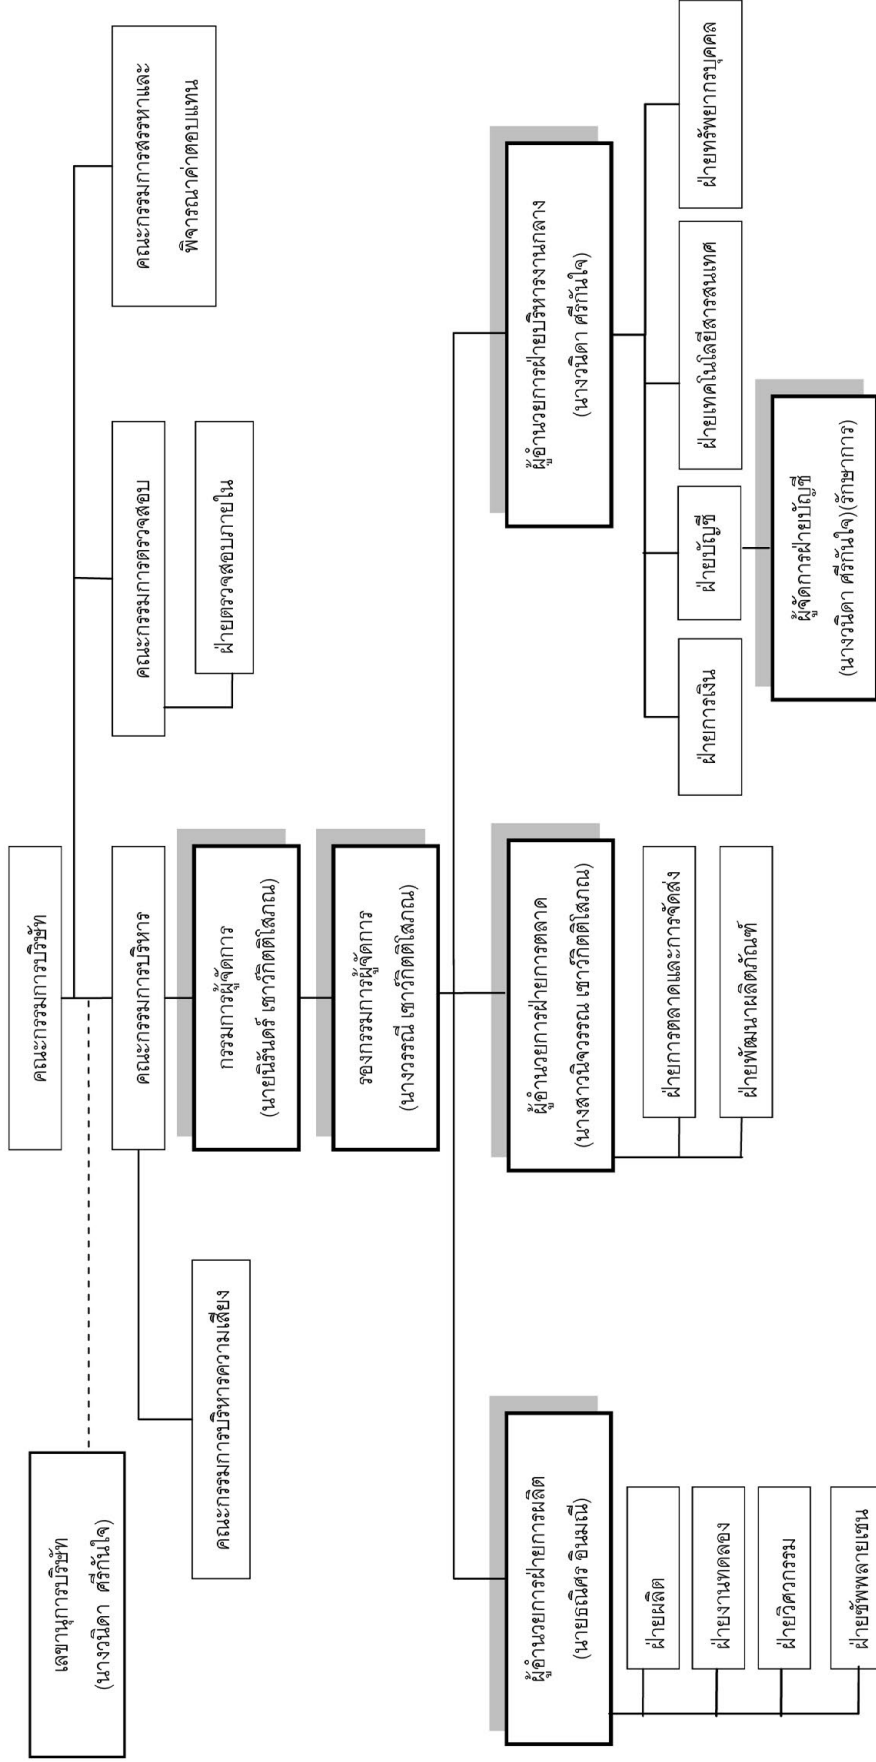 คณะกรรมการบริษัท
เลขานุการบริษัท
(นางวนิดา ศรีกันใจ)
คณะกรรมการบริหาร
คณะกรรมการตรวจสอบ
คณะกรรมการสรรหาและ
พิจารณาค่าตอบแทน
คณะกรรมการบริหารความเสี่ยง
กรรมการผู้จัดการ
(นายนิรันดร์ เชาว์กิตติโสภณ)
ฝ่ายตรวจสอบภายใน
รองกรรมการผู้จัดการ
(นางวรรณี เชาว์กิตติโสภณ)
ผู้อำนวยการฝ่ายการผลิต
(นายธณิศร อินมณี)
ผู้อำนวยการฝ่ายการตลาด
(นางสาวนิจวรรณ เชาว์กิตติโสภณ)
ผู้อำนวยการฝ่ายบริหารงานกลาง
(นางวนิดา ศรีกันใจ)
ฝ่ายผลิต
ฝ่ายงานทดลอง
ฝ่ายวิศวกรรม
ฝ่ายซัพพลายเชน
ฝ่ายการตลาดและการจัดส่ง
ฝ่ายพัฒนาผลิตภัณฑ์
ฝ่ายการเงิน
ฝ่ายบัญชี
ฝ่ายเทคโนโลยีสารสนเทศ
ฝ่ายทรัพยากรบุคคล
ผู้จัดการฝ่ายบัญชี
(นางวนิดา ศรีกันใจ)(รักษาการ)